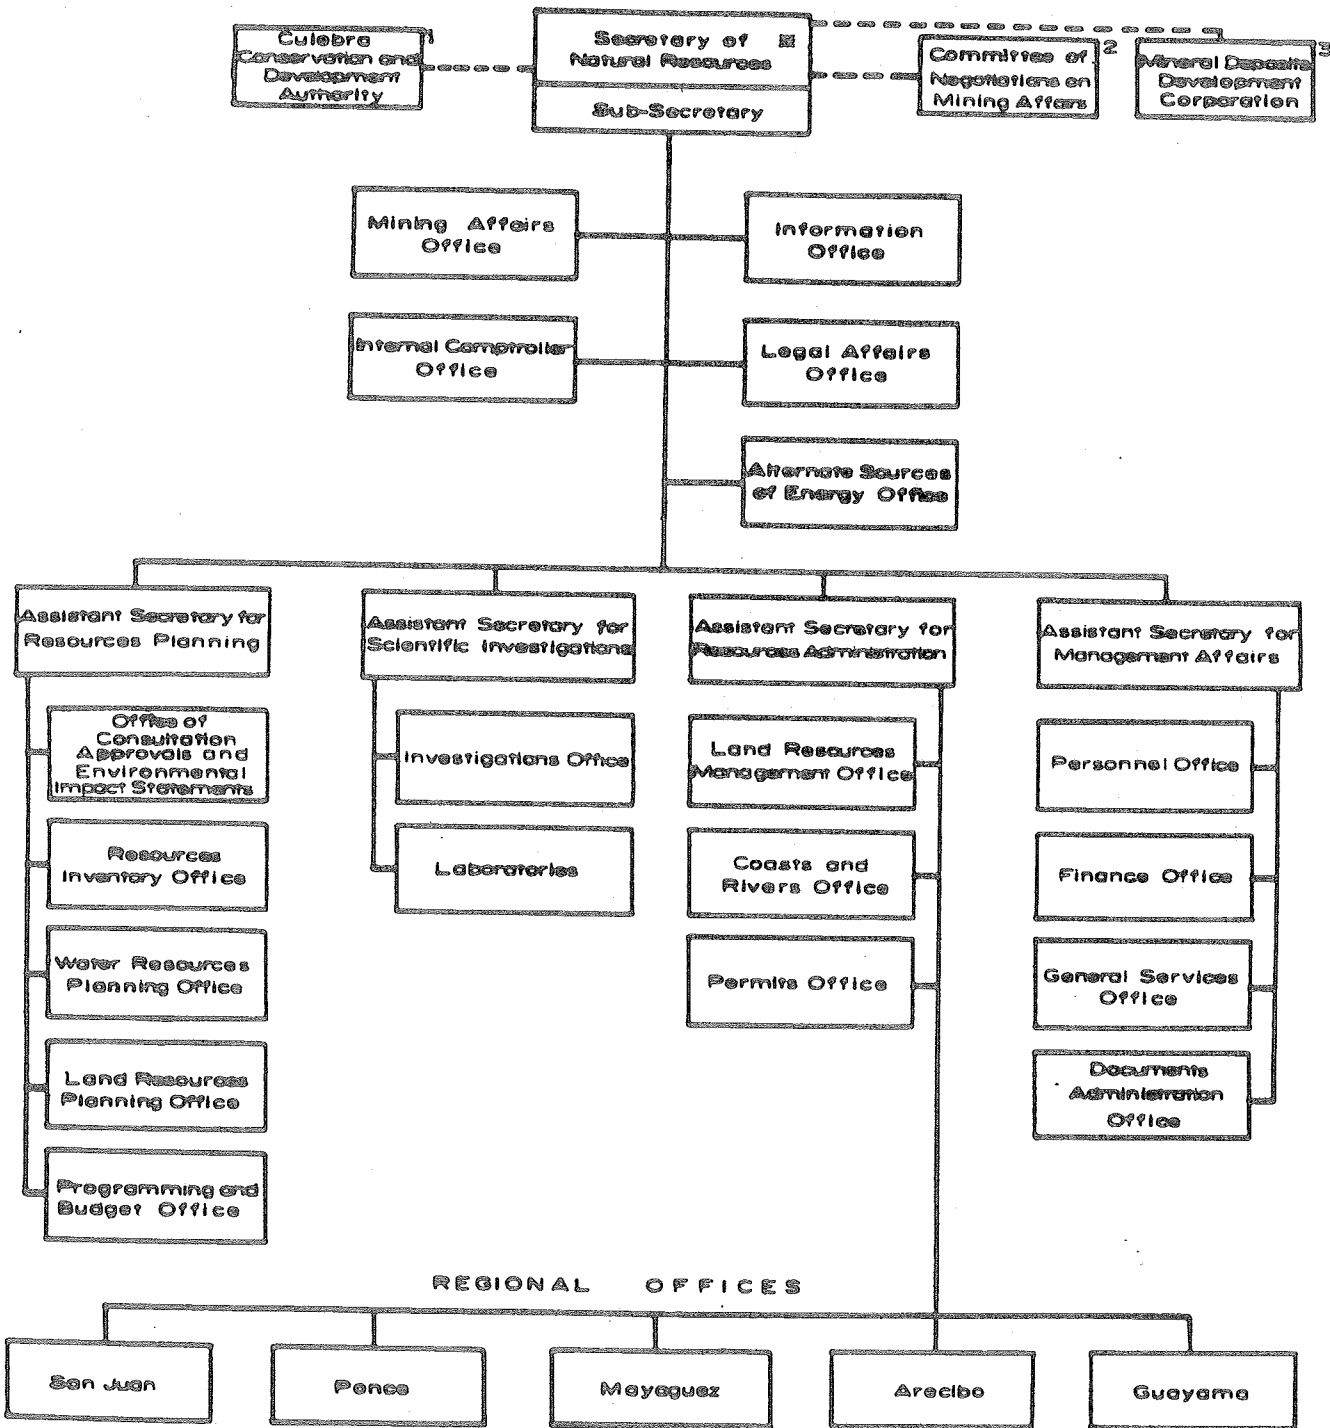 Culebra 1
Conservation and
Development
Authority
Secretary of
Natural Resources
Sub-Secretary
Committee of 2
Negotiations on
Mining Affairs
Mineral Deposits 3
Development
Corporation
Mining Affairs
Office
Information
Office
Internal Comptroller
Office
Legal Affairs
Office
Alternate Sources
of Energy Office
Assistant Secretary for
Resources Planning
Assistant Secretary for
Scientific Investigations
Assistant Secretary for
Resources Administration
Assistant Secretary for
Management Affairs
Office of
Consultation
Approvals and
Environmental
Impact Statements
Resources
Inventory Office
Water Resources
Planning Office
Land Resources
Planning Office
Programming and
Budget Office
Investigations Office
Laboratories
Land Resources
Management Office
Coasts and
Rivers Office
Permits Office
Personnel Office
Finance Office
General Services
Office
Documents
Administration
Office
REGIONAL OFFICES
San Juan
Ponce
Mayaguez
Arecibo
Guayama